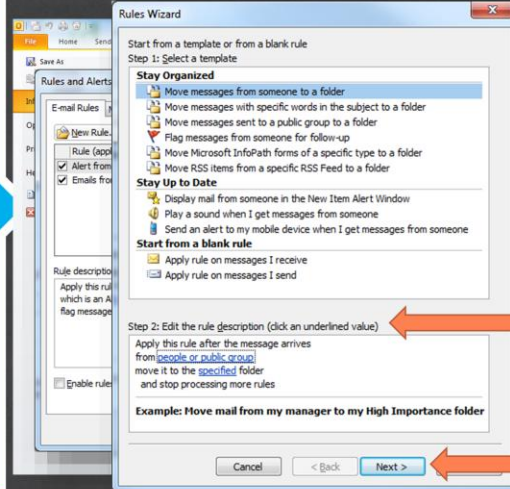 Rules Wizard
File Home Send
Save As
Rules and Alerts
E-mail Rules
New Rule..
Rule (appl
Alert from
Emails fro
Rule descriptio
Apply this rul
which is an A
flag message
Enable rules
Start from a template or from a blank rule
Step 1: Select a template
Stay Organized
Move messages from someone to a folder
Move messages with specific words in the subject to a folder
Move messages sent to a public group to a folder
Flag messages from someone for follow-up
Move Microsoft InfoPath forms of a specific type to a folder
Move RSS items from a specific RSS Feed to a folder
Stay Up to Date
Display mail from someone in the New Item Alert Window
Play a sound when I get messages from someone
Send an alert to my mobile device when I get messages from someone
Start from a blank rule
Apply rule on messages I receive
Apply rule on messages I send
Step 2: Edit the rule description (click an underlined value)
Apply this rule after the message arrives
from people or public group
move it to the specified folder
and stop processing more rules
Example: Move mail from my manager to my High Importance folder
Cancel < Back Next >